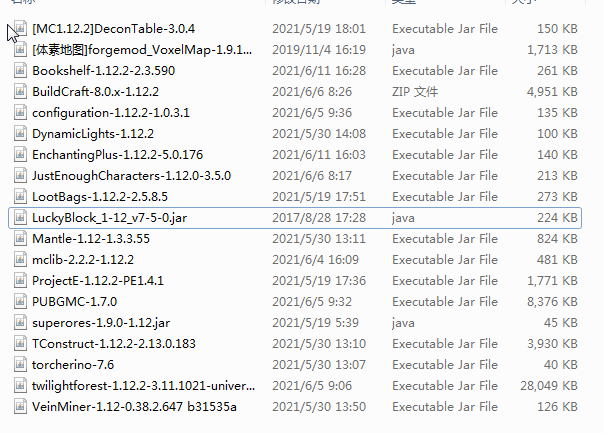 名称 修改日期 类型 大小
[MC1.12.2]DeconTable-3.0.4 2021/5/19 18:01 Executable Jar File 150 KB
[体素地图]forgemod_VoxelMap-1.9.1... 2019/11/4 16:19 java 1,713 KB
Bookshelf-1.12.2-2.3.590 2021/6/11 16:28 Executable Jar File 261 KB
BuildCraft-8.0.x-1.12.2 2021/6/6 8:26 ZIP 文件 4,951 KB
configuration-1.12.2-1.0.3.1 2021/6/5 9:36 Executable Jar File 135 KB
DynamicLights-1.12.2 2021/5/30 14:08 Executable Jar File 100 KB
EnchantingPlus-1.12.2-5.0.176 2021/6/11 16:03 Executable Jar File 140 KB
JustEnoughCharacters-1.12.0-3.5.0 2021/6/6 8:17 Executable Jar File 213 KB
LootBags-1.12.2-2.5.8.5 2021/5/19 17:51 Executable Jar File 273 KB
LuckyBlock_1-12_v7-5-0.jar 2017/8/28 17:28 java 224 KB
Mantle-1.12-1.3.3.55 2021/5/30 13:11 Executable Jar File 824 KB
mclib-2.2.2-1.12.2 2021/6/4 16:09 Executable Jar File 481 KB
ProjectE-1.12.2-PE1.4.1 2021/5/19 17:36 Executable Jar File 1,771 KB
PUBGMC-1.7.0 2021/6/5 9:32 Executable Jar File 8,376 KB
superores-1.9.0-1.12.jar 2021/5/19 5:39 java 45 KB
TConstruct-1.12.2-2.13.0.183 2021/5/30 13:10 Executable Jar File 3,930 KB
torcherino-7.6 2021/5/30 13:07 Executable Jar File 40 KB
twilightforest-1.12.2-3.11.1021-univer... 2021/6/5 9:06 Executable Jar File 28,049 KB
VeinMiner-1.12-0.38.2.647 b31535a 2021/5/30 13:50 Executable Jar File 126 KB